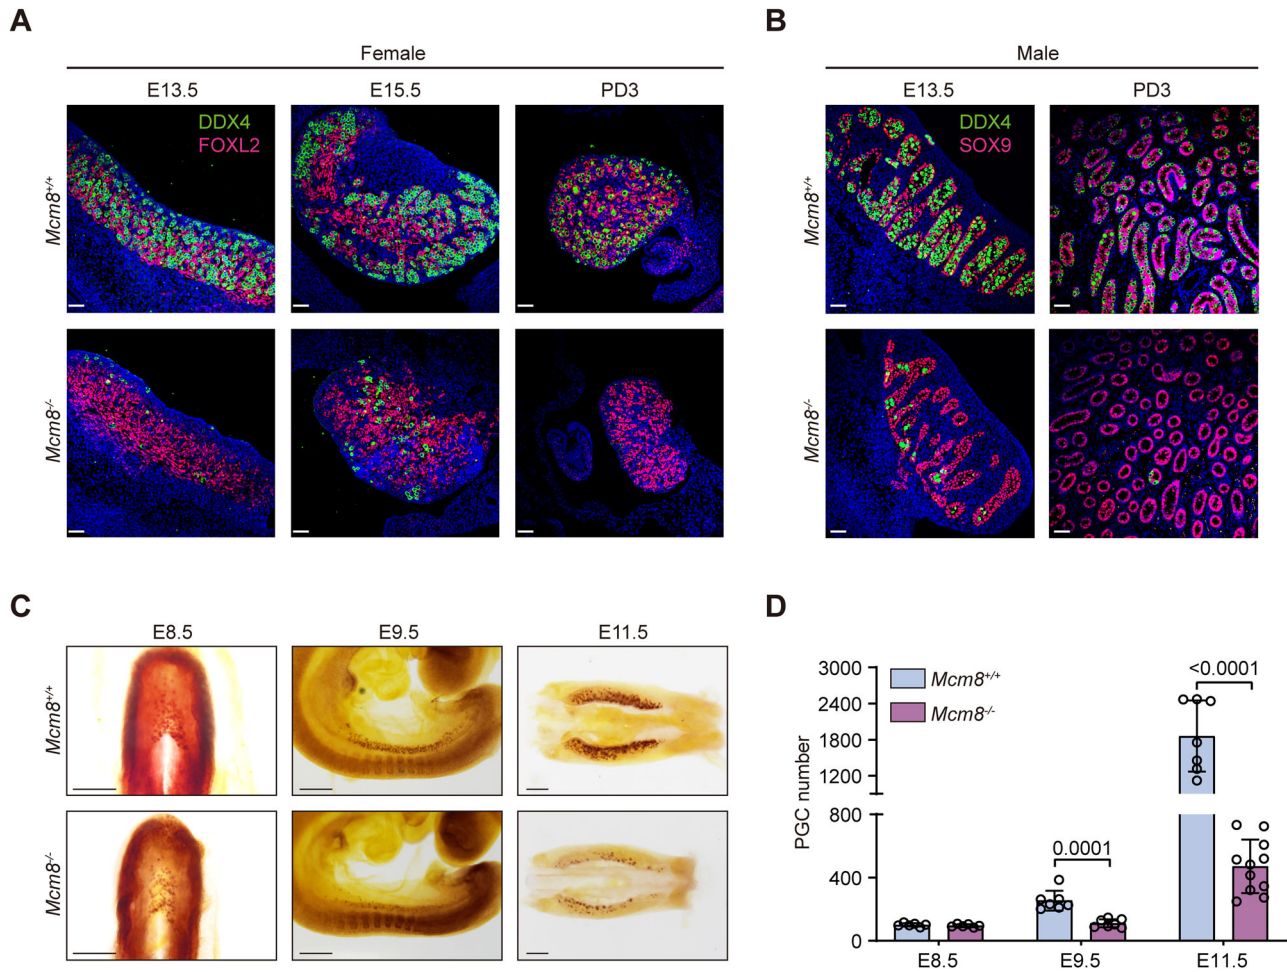 A
Female
E13.5
E15.5
PD3
DDX4
FOXL2
Mcm8+/+
Mcm8-/-
B
Male
E13.5
PD3
DDX4
SOX9
Mcm8+/+
Mcm8-/-
C
E8.5
E9.5
E11.5
Mcm8+/+
Mcm8-/-
D
PGC number
3000
2400
1800
1200
800
400
0
Mcm8+/+
Mcm8-/-
0.0001
<0.0001
E8.5
E9.5
E11.5